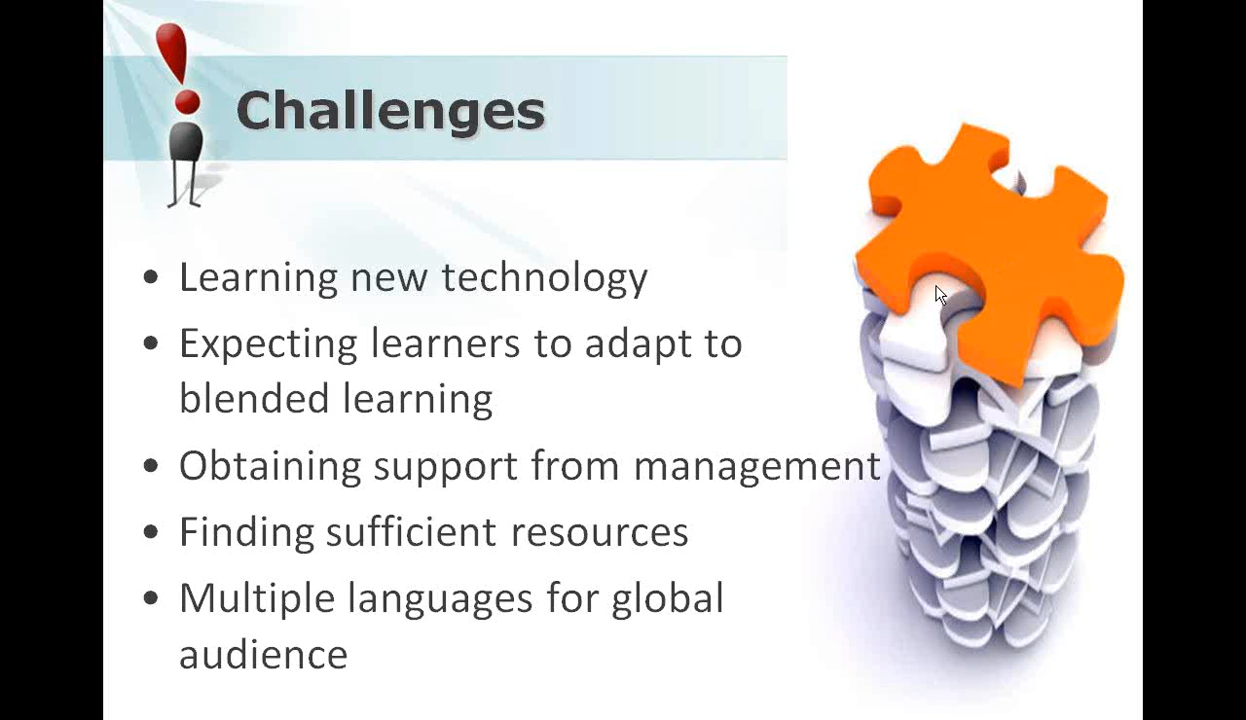 Challenges
• Learning new technology
• Expecting learners to adapt to
blended learning
• Obtaining support from management
• Finding sufficient resources
• Multiple languages for global
audience